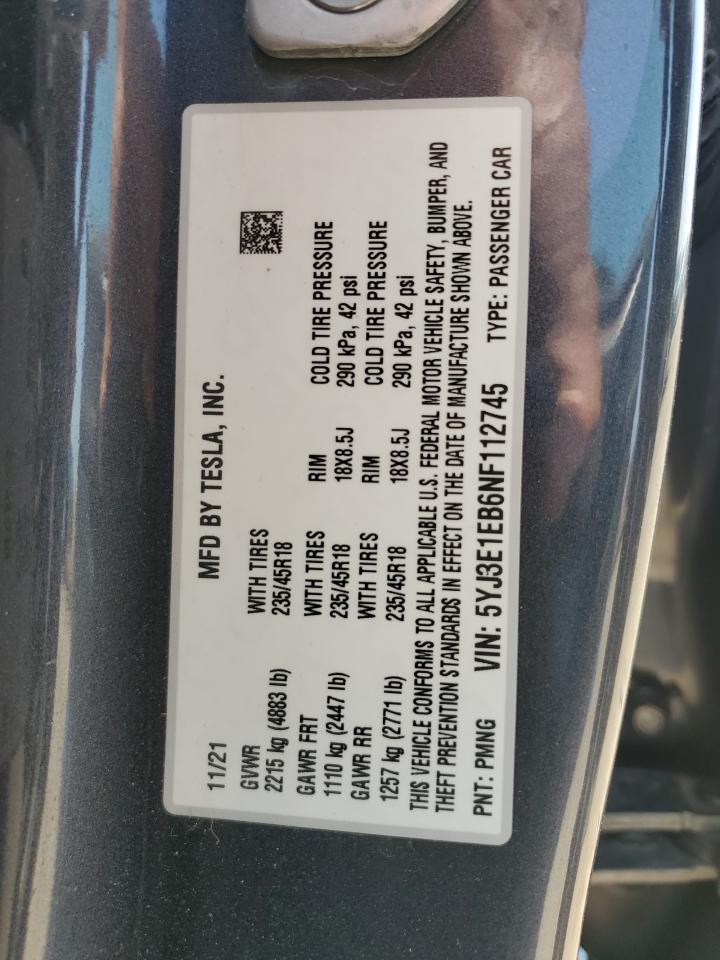 11/21 MFD BY TESLA, INC.
GVWR WITH TIRES
2215 kg (4883 lb) 235/45R18
GAWR FRT WITH TIRES RIM COLD TIRE PRESSURE
1110 kg (2447 lb) 235/45R18 18X8.5J 290 kPa, 42 psi
GAWR RR WITH TIRES RIM COLD TIRE PRESSURE
1257 kg (2771 lb) 235/45R18 18X8.5J 290 kPa, 42 psi
THIS VEHICLE CONFORMS TO ALL APPLICABLE U.S. FEDERAL MOTOR VEHICLE SAFETY, BUMPER, AND
THEFT PREVENTION STANDARDS IN EFFECT ON THE DATE OF MANUFACTURE SHOWN ABOVE.
PNT: PMNG VIN: 5YJ3E1EB6NF112745 TYPE: PASSENGER CAR